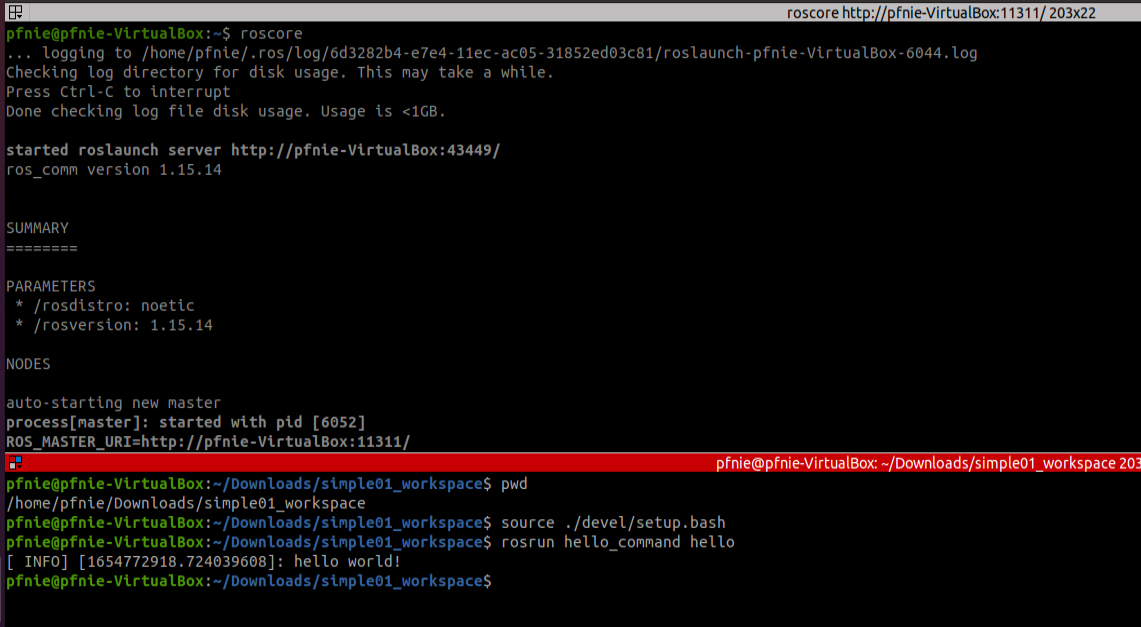 roscore http://pfnie-VirtualBox:11311/ 203x22
pfnie@pfnie-VirtualBox:~$ roscore
... logging to /home/pfnie/.ros/log/6d3282b4-e7e4-11ec-ac05-31852ed03c81/roslaunch-pfnie-VirtualBox-6044.log
Checking log directory for disk usage. This may take a while.
Press Ctrl-C to interrupt
Done checking log file disk usage. Usage is <1GB.
started roslaunch server http://pfnie-VirtualBox:43449/
ros_comm version 1.15.14
SUMMARY
========
PARAMETERS
 * /rosdistro: noetic
 * /rosversion: 1.15.14
NODES
auto-starting new master
process[master]: started with pid [6052]
ROS_MASTER_URI=http://pfnie-VirtualBox:11311/
pfnie@pfnie-VirtualBox: ~/Downloads/simple01_workspace 203
pfnie@pfnie-VirtualBox:~/Downloads/simple01_workspace$ pwd
/home/pfnie/Downloads/simple01_workspace
pfnie@pfnie-VirtualBox:~/Downloads/simple01_workspace$ source ./devel/setup.bash
pfnie@pfnie-VirtualBox:~/Downloads/simple01_workspace$ rosrun hello_command hello
[ INFO] [1654772918.724039608]: hello world!
pfnie@pfnie-VirtualBox:~/Downloads/simple01_workspace$